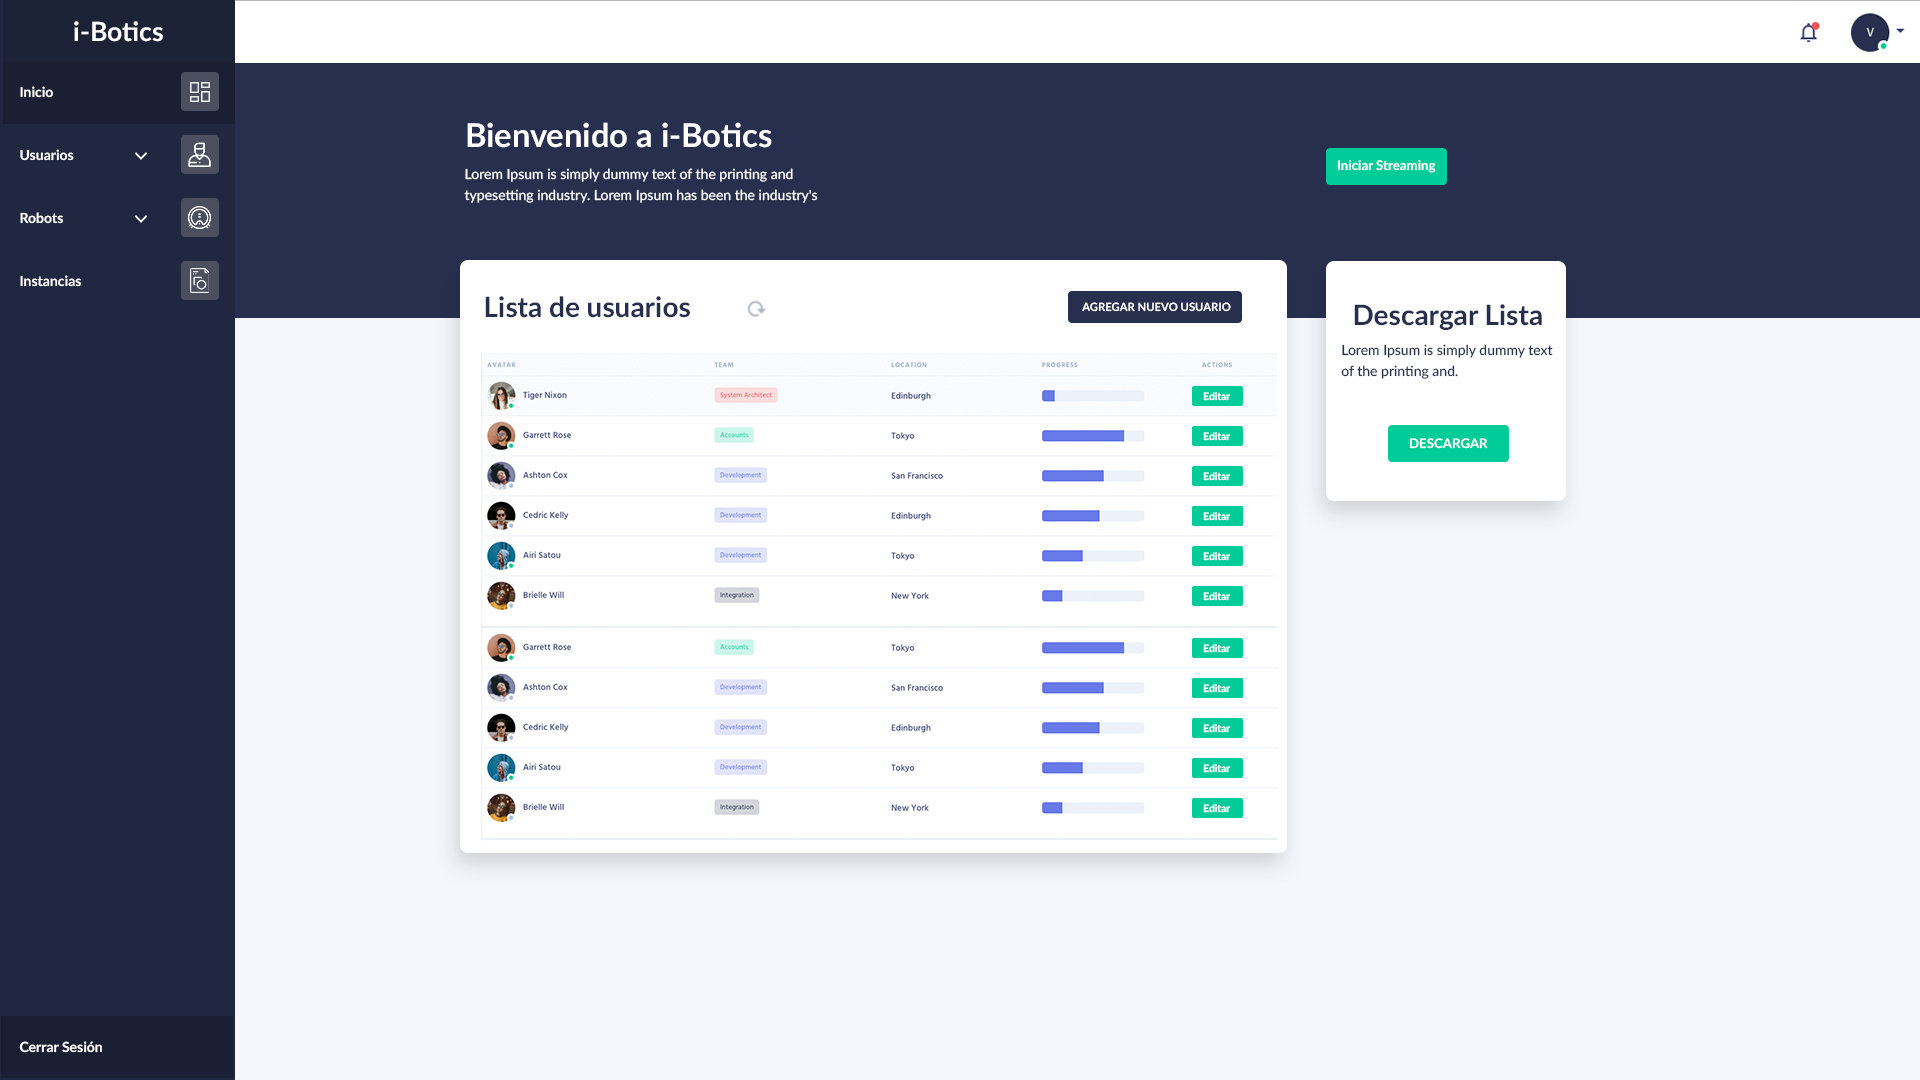 i-Botics
V
Inicio
Usuarios
Robots
Instancias
Cerrar Sesión
Bienvenido a i-Botics
Lorem Ipsum is simply dummy text of the printing and
typesetting industry. Lorem Ipsum has been the industry's
Iniciar Streaming
Lista de usuarios
AGREGAR NUEVO USUARIO
AVATAR TEAM LOCATION PROGRESS ACTIONS
Tiger Nixon System Architect Edinburgh Editar
Garrett Rose Accounts Tokyo Editar
Ashton Cox Development San Francisco Editar
Cedric Kelly Development Edinburgh Editar
Airi Satou Development Tokyo Editar
Brielle Will Integration New York Editar
Garrett Rose Accounts Tokyo Editar
Ashton Cox Development San Francisco Editar
Cedric Kelly Development Edinburgh Editar
Airi Satou Development Tokyo Editar
Brielle Will Integration New York Editar
Descargar Lista
Lorem Ipsum is simply dummy text
of the printing and.
DESCARGAR